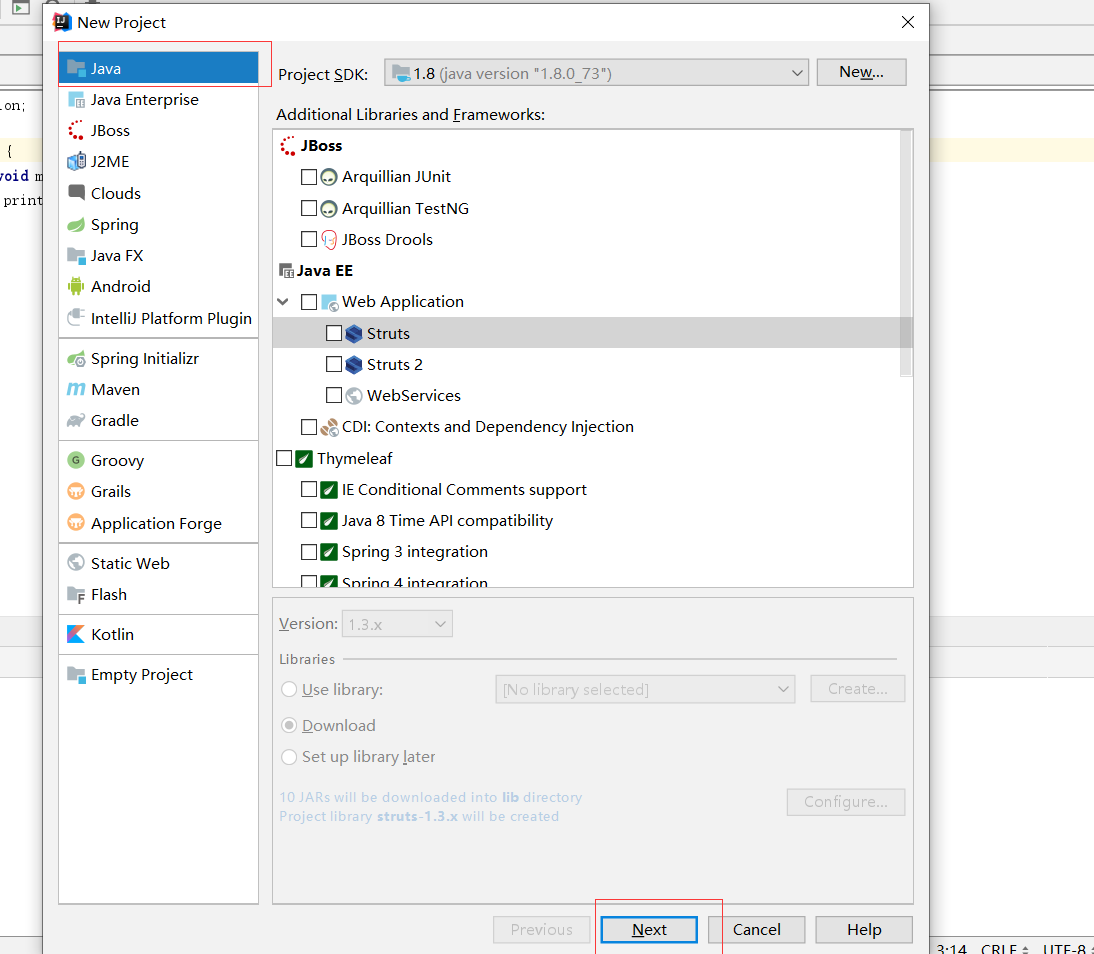 New Project
Java
Java Enterprise
JBoss
J2ME
Clouds
Spring
Java FX
Android
IntelliJ Platform Plugin
Spring Initializr
Maven
Gradle
Groovy
Grails
Application Forge
Static Web
Flash
Kotlin
Empty Project
Project SDK:
1.8 (java version "1.8.0_73")
New...
Additional Libraries and Frameworks:
JBoss
Arquillian JUnit
Arquillian TestNG
JBoss Drools
Java EE
Web Application
Struts
Struts 2
WebServices
CDI: Contexts and Dependency Injection
Thymeleaf
IE Conditional Comments support
Java 8 Time API compatibility
Spring 3 integration
Spring 4 integration
Version: 1.3.x
Libraries
Use library: [No library selected] Create...
Download
Set up library later
10 JARs will be downloaded into lib directory
Project library struts-1.3.x will be created
Configure...
Previous Next Cancel Help
ion;
{
void m
print
3:14 CRLF UTF-8